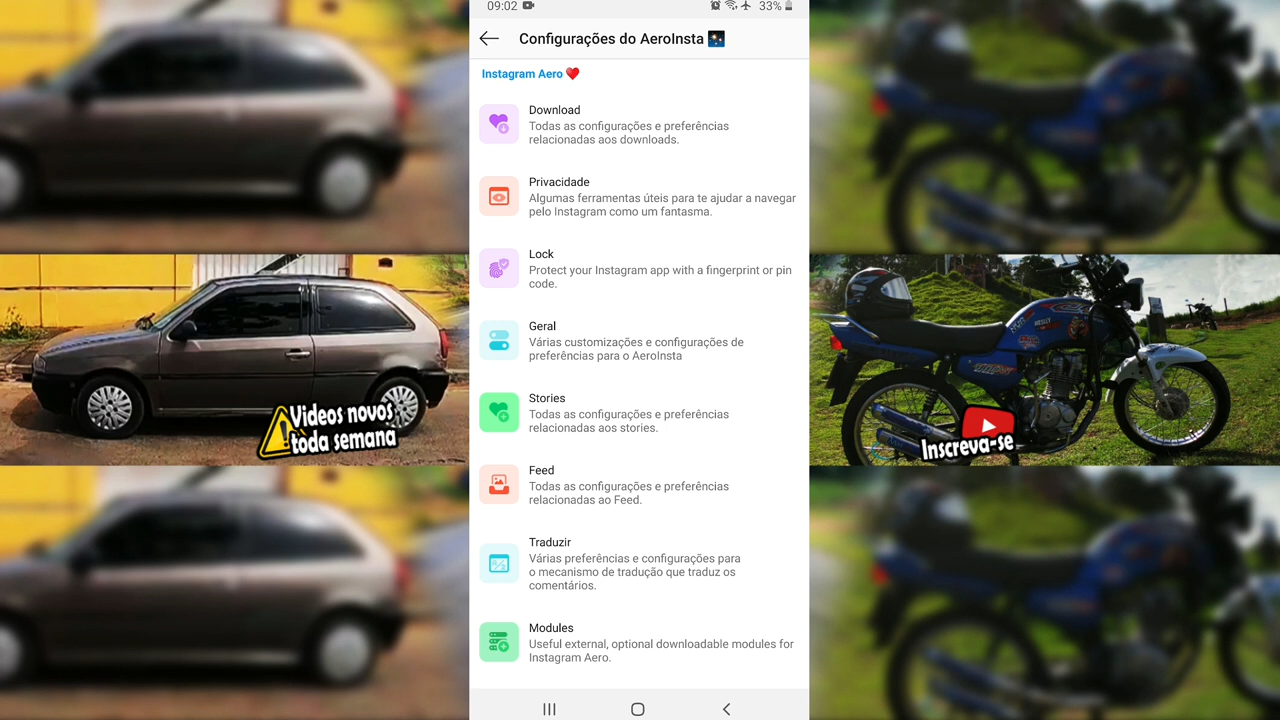 09:02
33%
Configurações do AeroInsta
Instagram Aero
Download
Todas as configurações e preferências
relacionadas aos downloads.
Privacidade
Algumas ferramentas úteis para te ajudar a navegar
pelo Instagram como um fantasma.
Lock
Protect your Instagram app with a fingerprint or pin
code.
Geral
Várias customizações e configurações de
preferências para o AeroInsta
Stories
Todas as configurações e preferências
relacionadas aos stories.
Feed
Todas as configurações e preferências
relacionadas ao Feed.
Traduzir
Várias preferências e configurações para
o mecanismo de tradução que traduz os
comentários.
Modules
Useful external, optional downloadable modules for
Instagram Aero.
Videos novos
toda semana
Inscreva-se